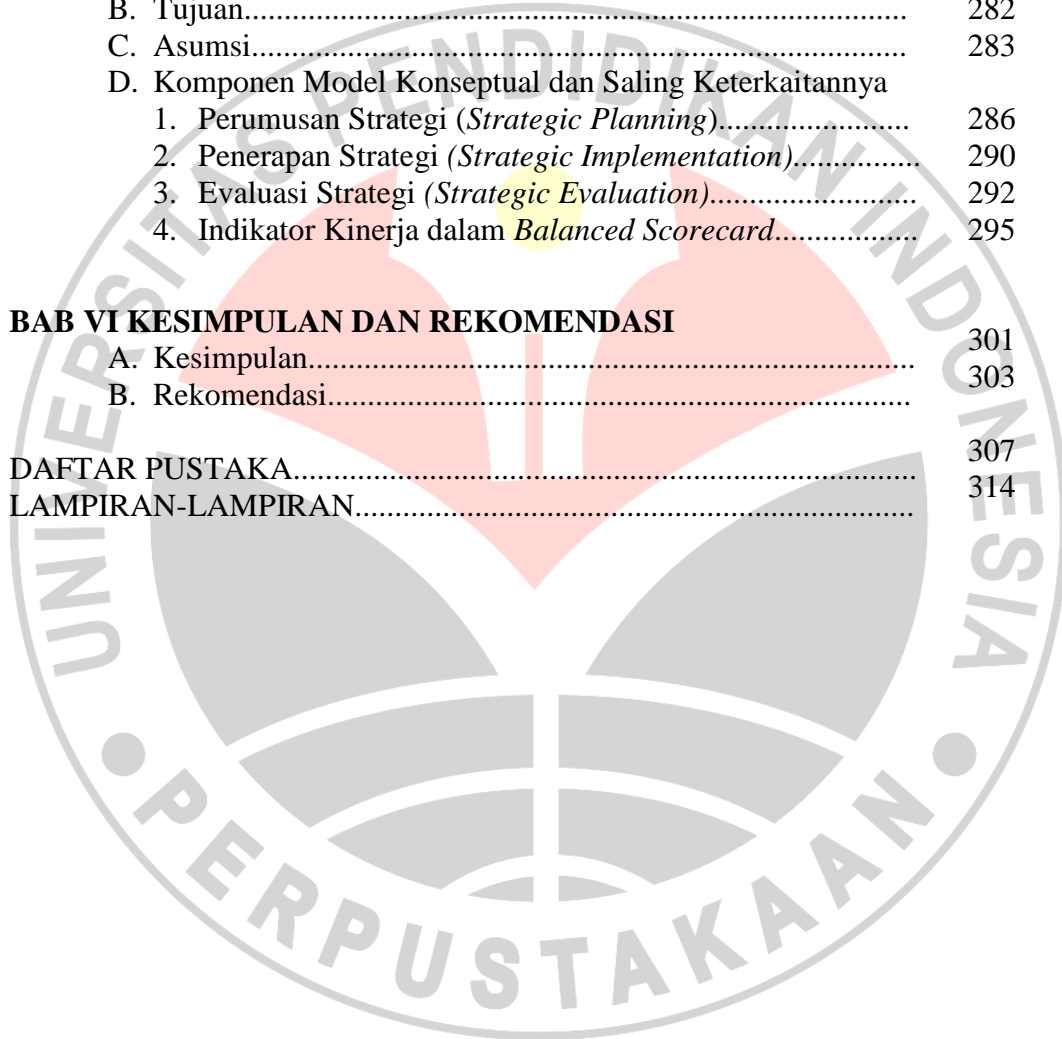 B. Tujuan................................................................................... 282
C. Asumsi.................................................................................. 283
D. Komponen Model Konseptual dan Saling Keterkaitannya
1. Perumusan Strategi (Strategic Planning)........................ 286
2. Penerapan Strategi (Strategic Implementation)................ 290
3. Evaluasi Strategi (Strategic Evaluation).......................... 292
4. Indikator Kinerja dalam Balanced Scorecard.................. 295
BAB VI KESIMPULAN DAN REKOMENDASI
A. Kesimpulan............................................................................ 301
B. Rekomendasi......................................................................... 303
DAFTAR PUSTAKA.............................................................................. 307
LAMPIRAN-LAMPIRAN...................................................................... 314
UNIVERSITAS PENDIDIKAN INDONESIA
PERPUSTAKAAN